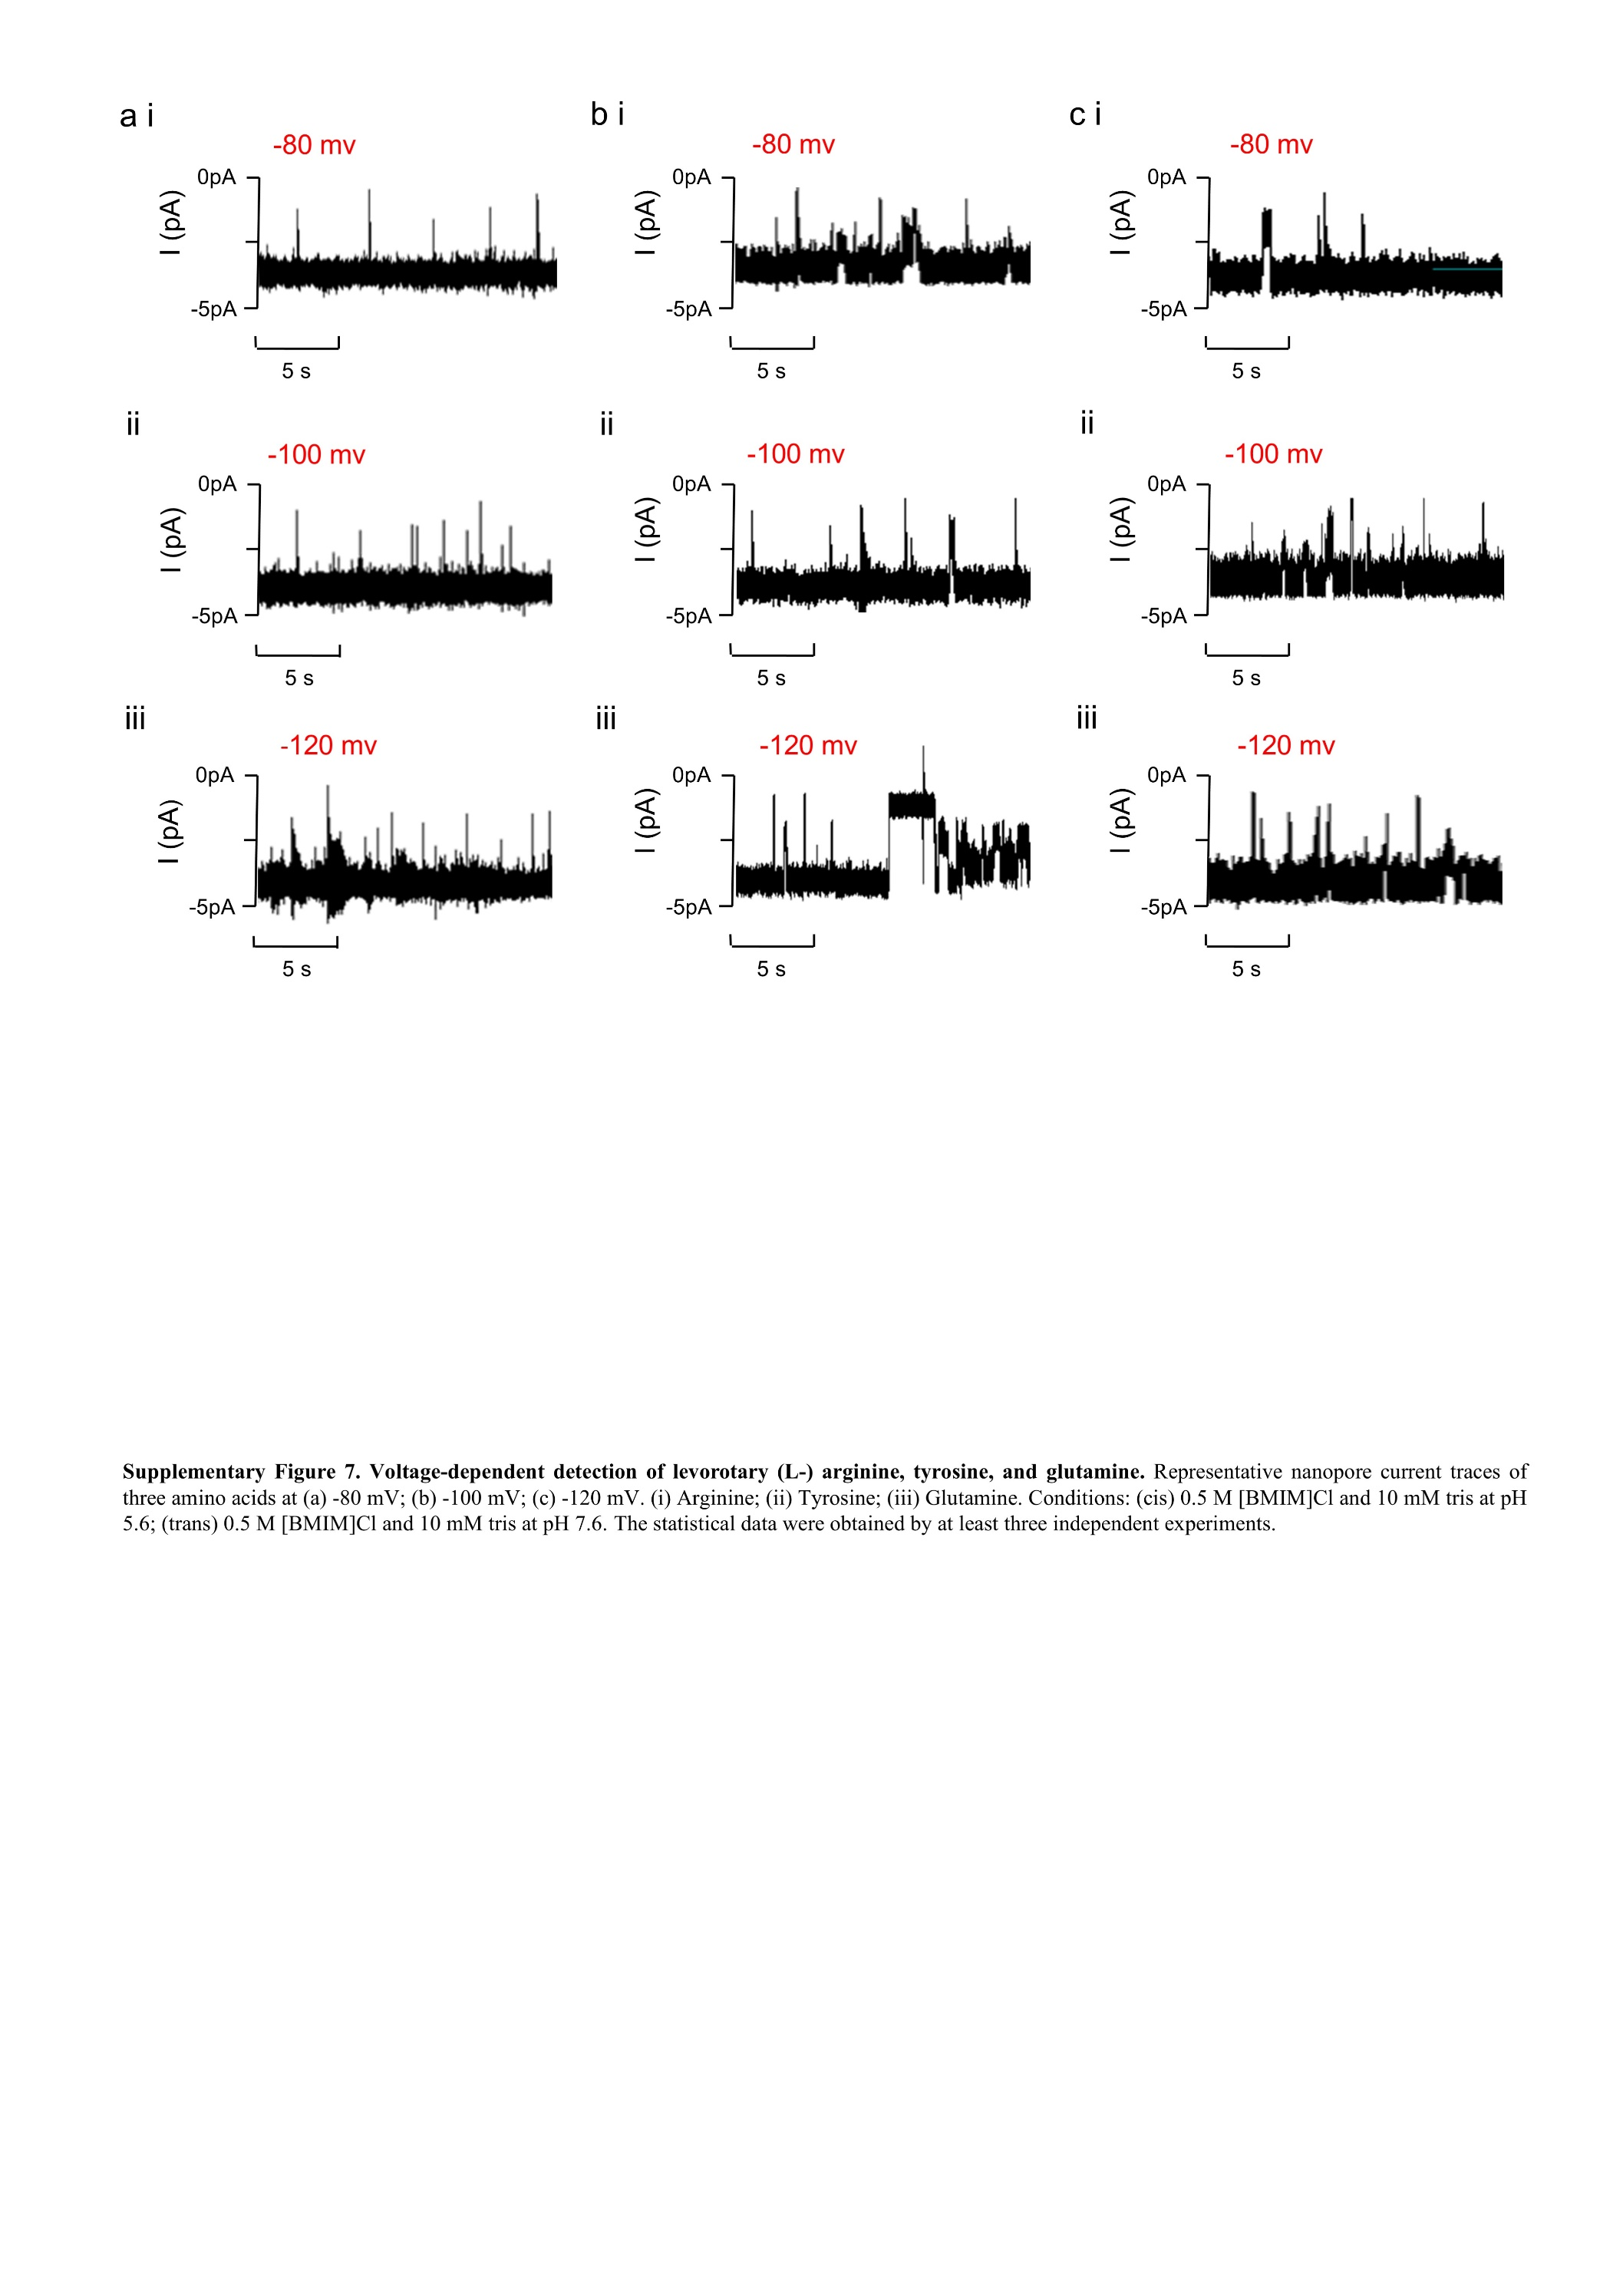 a i
b i
c i
-80 mv
-80 mv
-80 mv
0pA
0pA
0pA
I (pA)
I (pA)
I (pA)
-5pA
-5pA
-5pA
5 s
5 s
5 s
ii
ii
ii
-100 mv
-100 mv
-100 mv
0pA
0pA
0pA
I (pA)
I (pA)
I (pA)
-5pA
-5pA
-5pA
5 s
5 s
5 s
iii
iii
iii
-120 mv
-120 mv
-120 mv
0pA
0pA
0pA
I (pA)
I (pA)
I (pA)
-5pA
-5pA
-5pA
5 s
5 s
5 s
Supplementary Figure 7. Voltage-dependent detection of levorotary (L-) arginine, tyrosine, and glutamine. Representative nanopore current traces of
three amino acids at (a) -80 mV; (b) -100 mV; (c) -120 mV. (i) Arginine; (ii) Tyrosine; (iii) Glutamine. Conditions: (cis) 0.5 M [BMIM]Cl and 10 mM tris at pH
5.6; (trans) 0.5 M [BMIM]Cl and 10 mM tris at pH 7.6. The statistical data were obtained by at least three independent experiments.